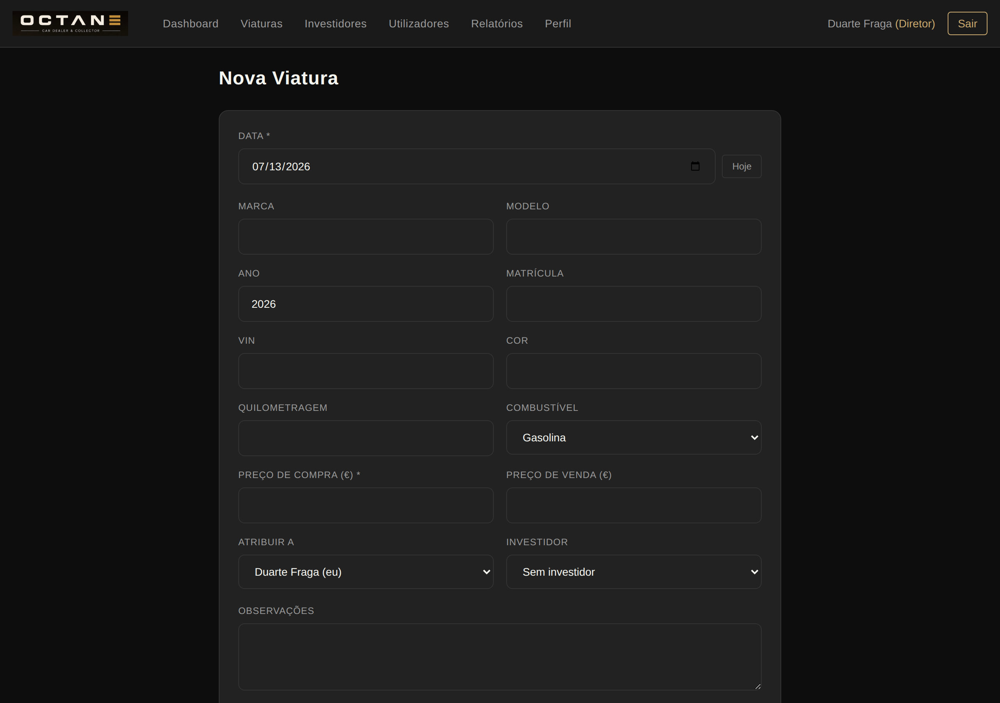 OCTANE
CAR DEALER & COLLECTOR
Dashboard Viaturas Investidores Utilizadores Relatórios Perfil Duarte Fraga (Diretor) Sair
Nova Viatura
DATA *
07/13/2026 Hoje
MARCA MODELO
ANO MATRÍCULA
2026
VIN COR
QUILOMETRAGEM COMBUSTÍVEL
Gasolina
PREÇO DE COMPRA (€) * PREÇO DE VENDA (€)
ATRIBUIR A INVESTIDOR
Duarte Fraga (eu) Sem investidor
OBSERVAÇÕES